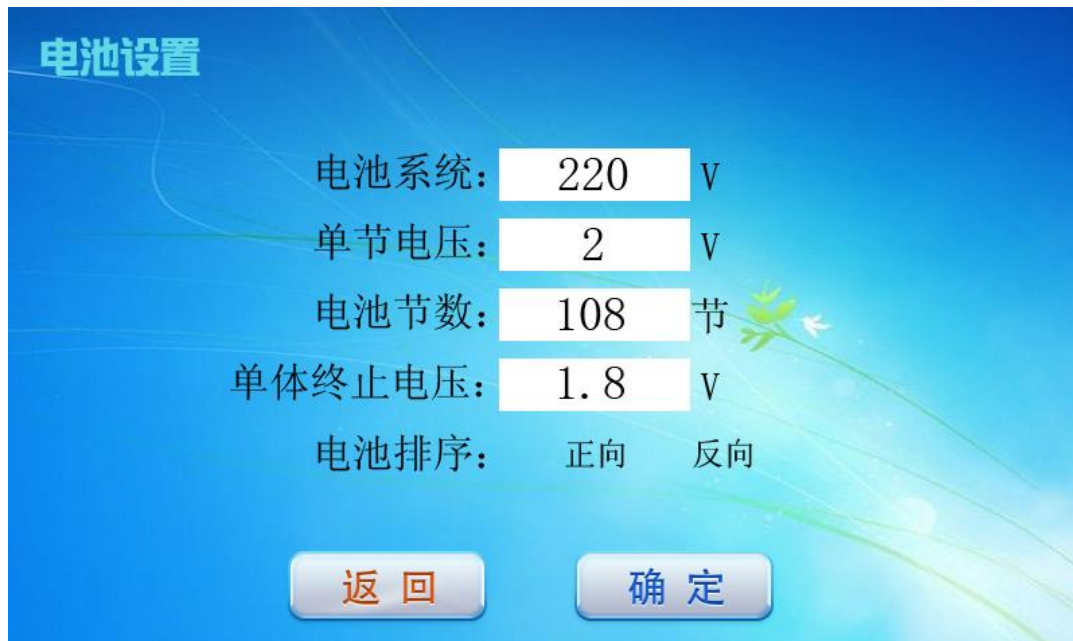 电池设置
电池系统： 220 V
单节电压： 2 V
电池节数： 108 节
单体终止电压： 1.8 V
电池排序： 正向 反向
返回 确定